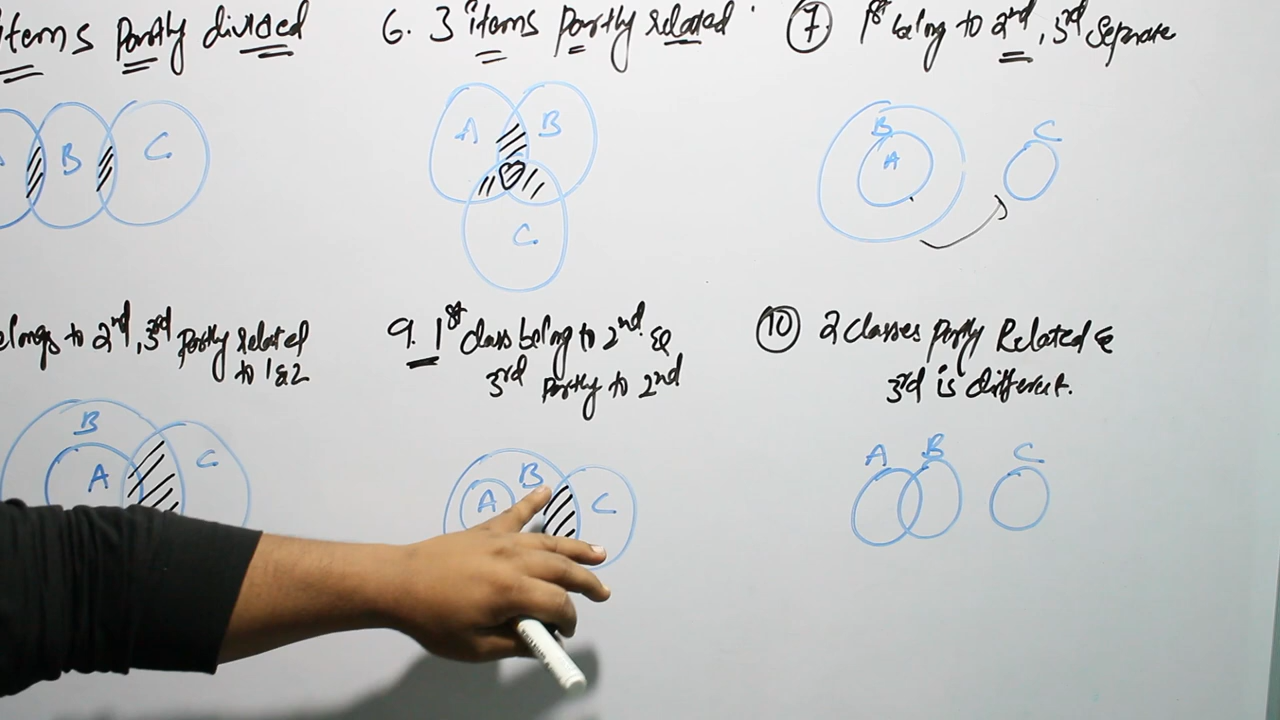 Items Partly divided
A B C
6. 3 items Partly related
A B
C
7 1st belong to 2nd, 3rd Separate
B
A
C
elongs to 2nd, 3rd Partly related
to 1 & 2
B
A C
9. 1st class belong to 2nd &
3rd Partly to 2nd
B
A C
10 2 classes partly Related &
3rd is different.
A B C